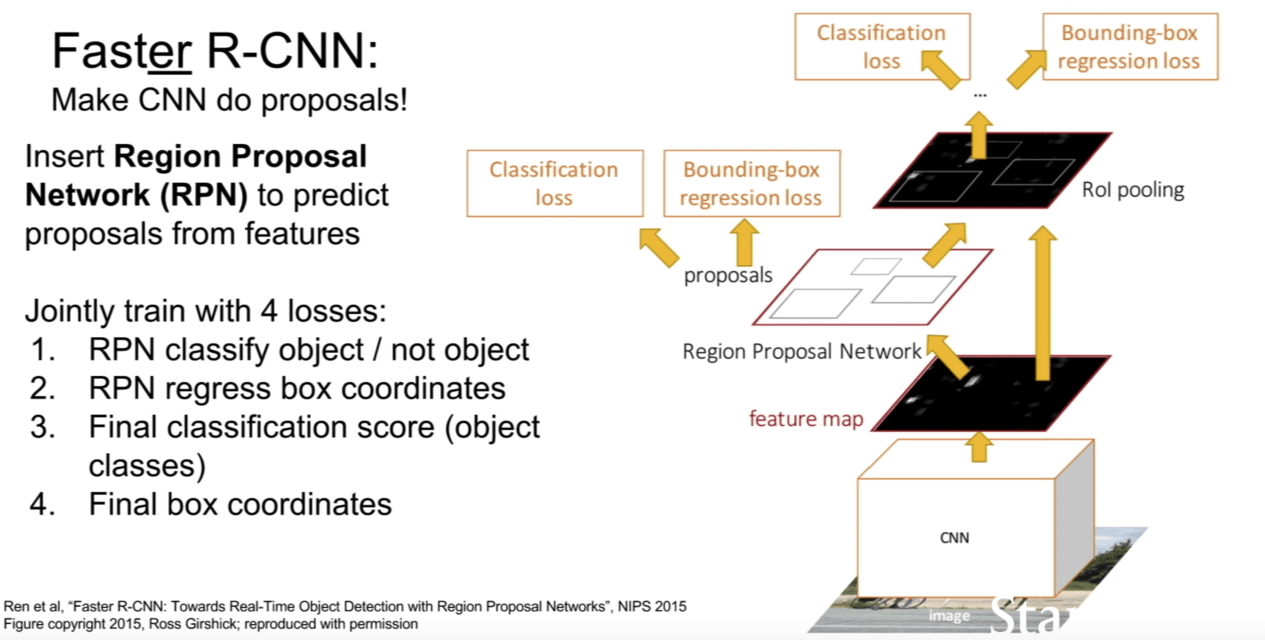 Faster R-CNN:
Make CNN do proposals!
Insert Region Proposal
Network (RPN) to predict
proposals from features
Jointly train with 4 losses:
1. RPN classify object / not object
2. RPN regress box coordinates
3. Final classification score (object
classes)
4. Final box coordinates
Classification
loss
Bounding-box
regression loss
...
Classification
loss
Bounding-box
regression loss
RoI pooling
proposals
Region Proposal Network
feature map
CNN
image
Ren et al, “Faster R-CNN: Towards Real-Time Object Detection with Region Proposal Networks”, NIPS 2015
Figure copyright 2015, Ross Girshick; reproduced with permission